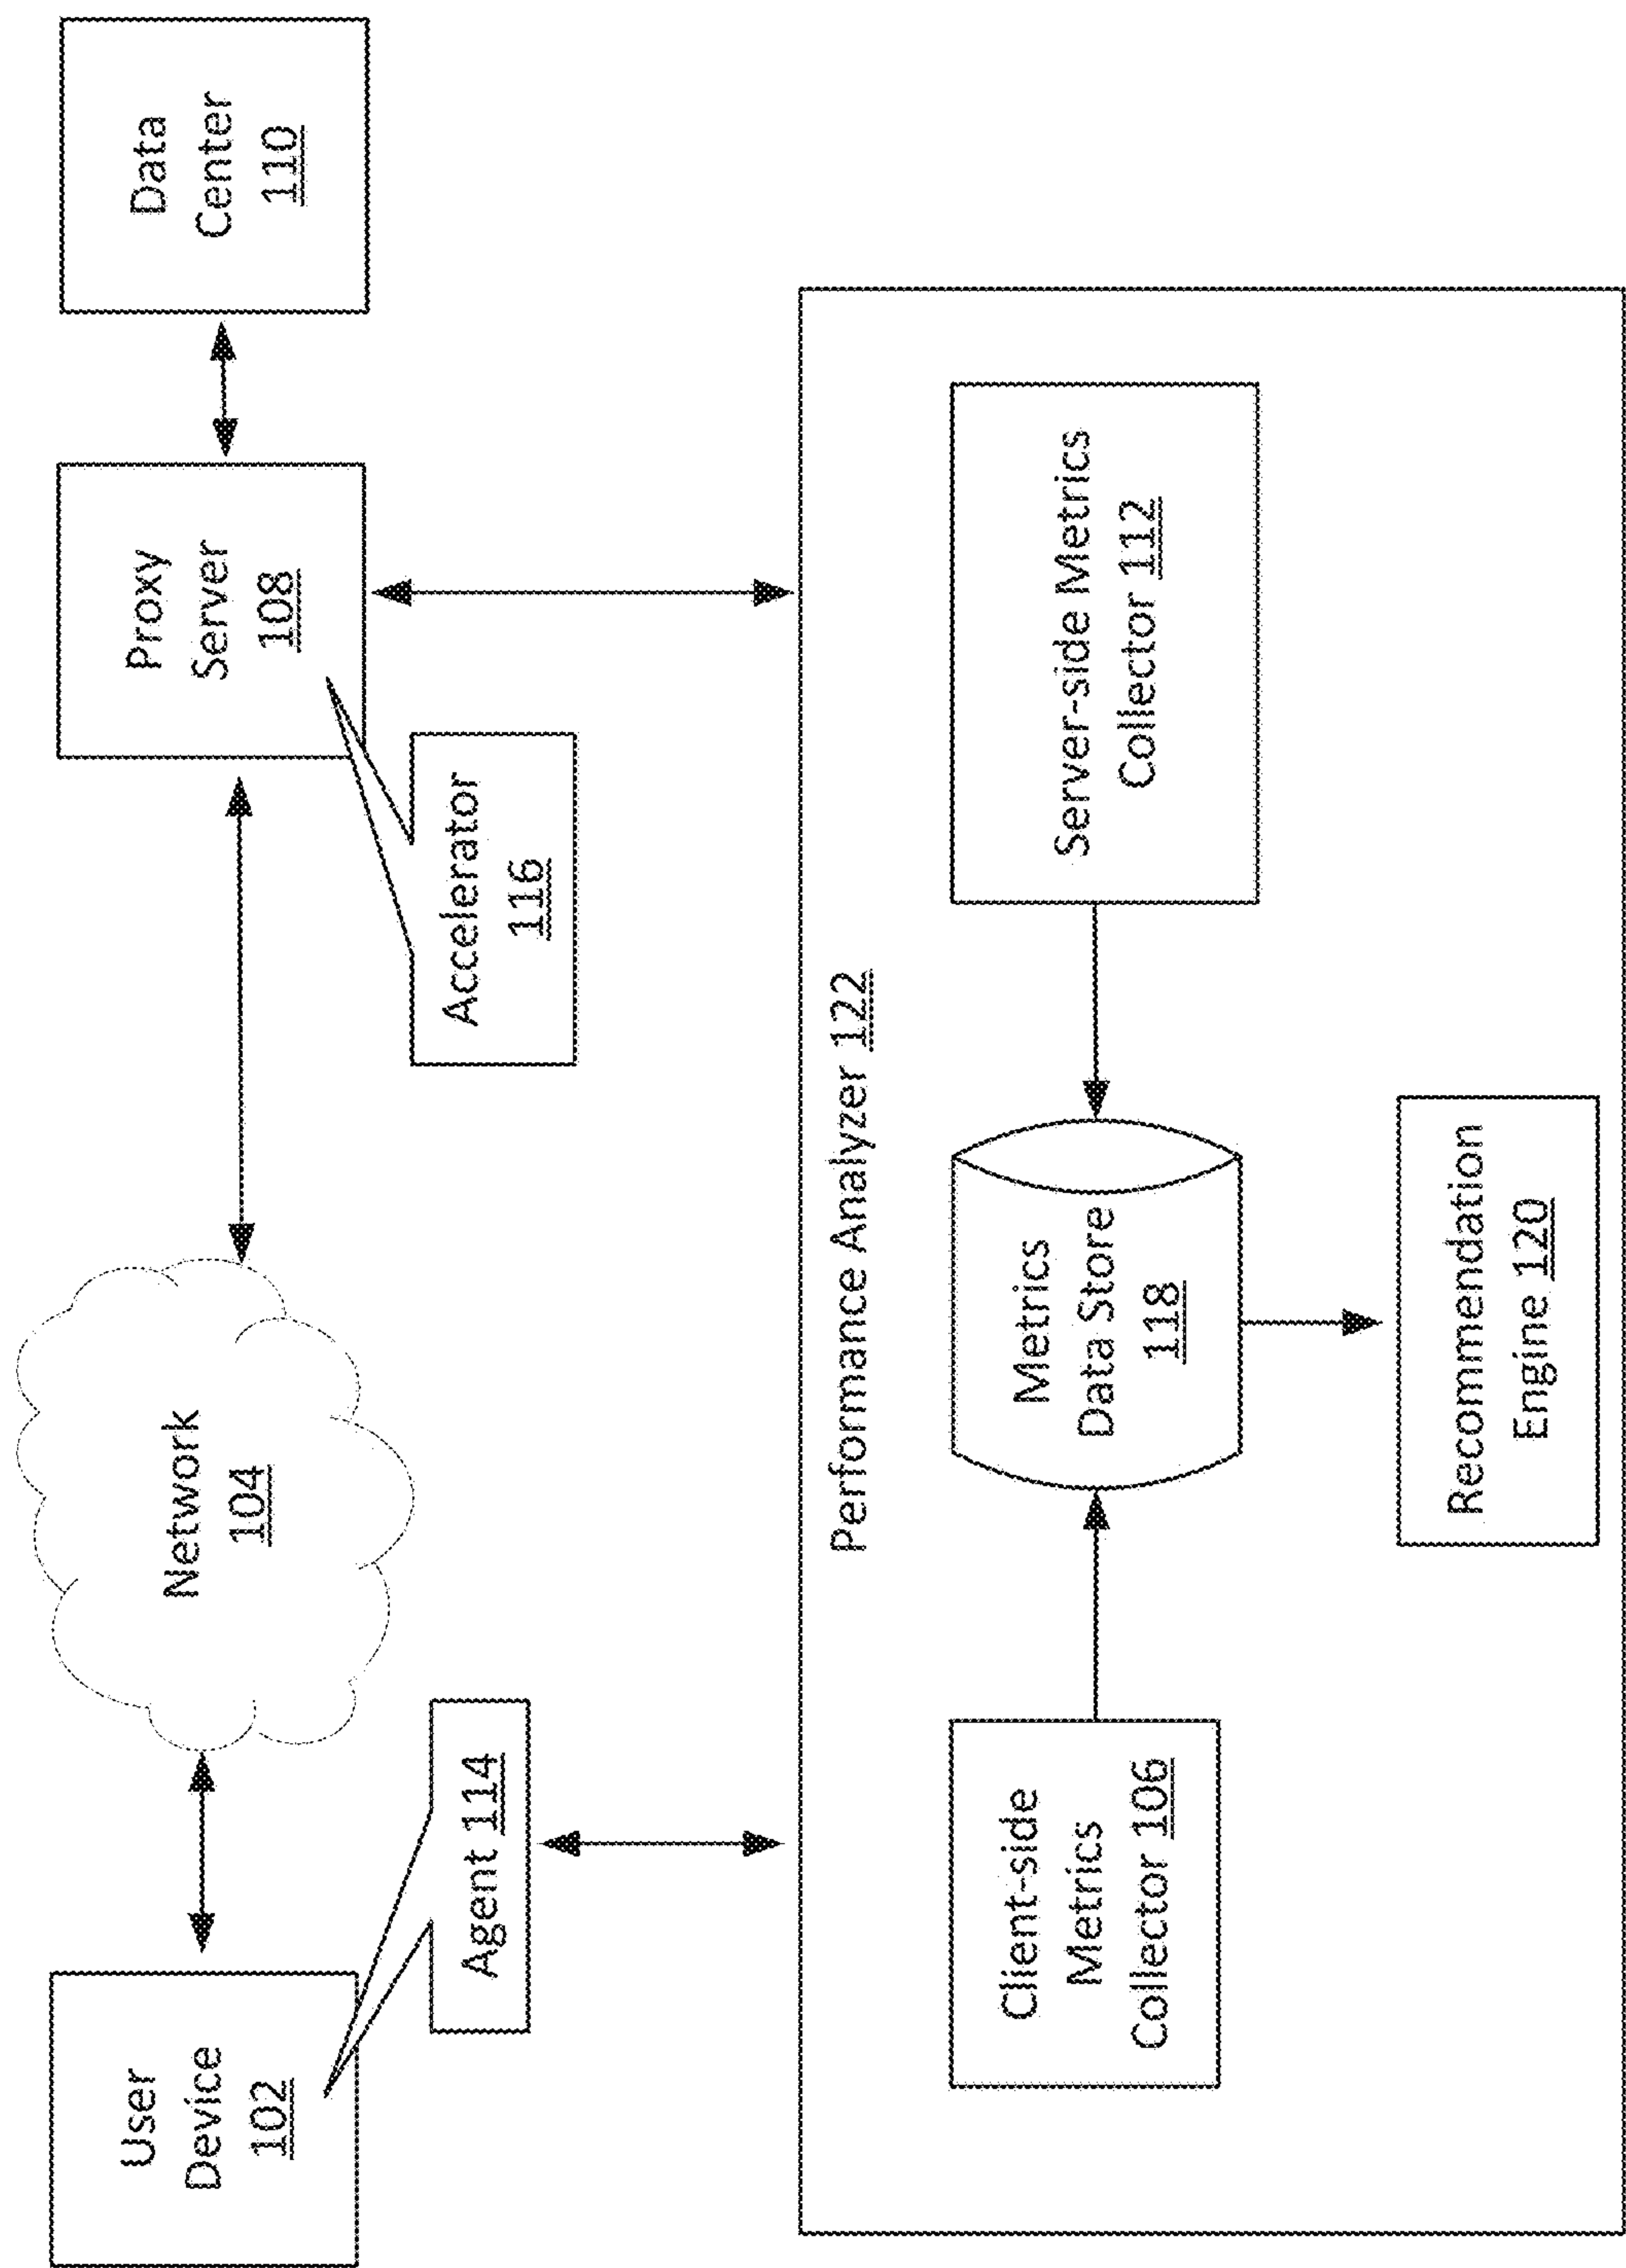 User
Device
102
Network
104
Proxy
Server
108
Data
Center
110
Agent 114
Accelerator
116
Performance Analyzer 122
Client-side
Metrics
Collector 106
Metrics
Data Store
118
Server-side Metrics
Collector 112
Recommendation
Engine 120